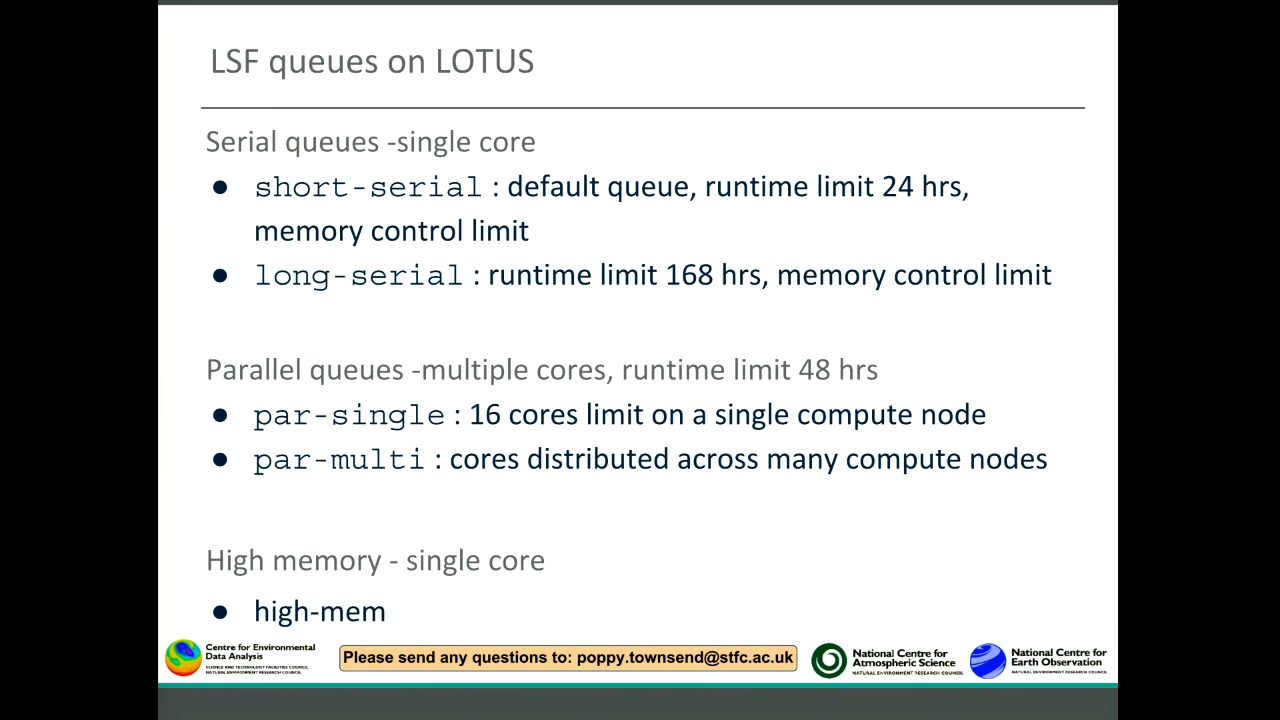 LSF queues on LOTUS
Serial queues -single core
● short-serial : default queue, runtime limit 24 hrs,
memory control limit
● long-serial : runtime limit 168 hrs, memory control limit
Parallel queues -multiple cores, runtime limit 48 hrs
● par-single : 16 cores limit on a single compute node
● par-multi : cores distributed across many compute nodes
High memory - single core
● high-mem
Centre for Environmental
Data Analysis
SCIENCE AND TECHNOLOGY FACILITIES COUNCIL
NATURAL ENVIRONMENT RESEARCH COUNCIL
Please send any questions to: poppy.townsend@stfc.ac.uk
National Centre for
Atmospheric Science
NATURAL ENVIRONMENT RESEARCH COUNCIL
National Centre for
Earth Observation
NATURAL ENVIRONMENT RESEARCH COUNCIL